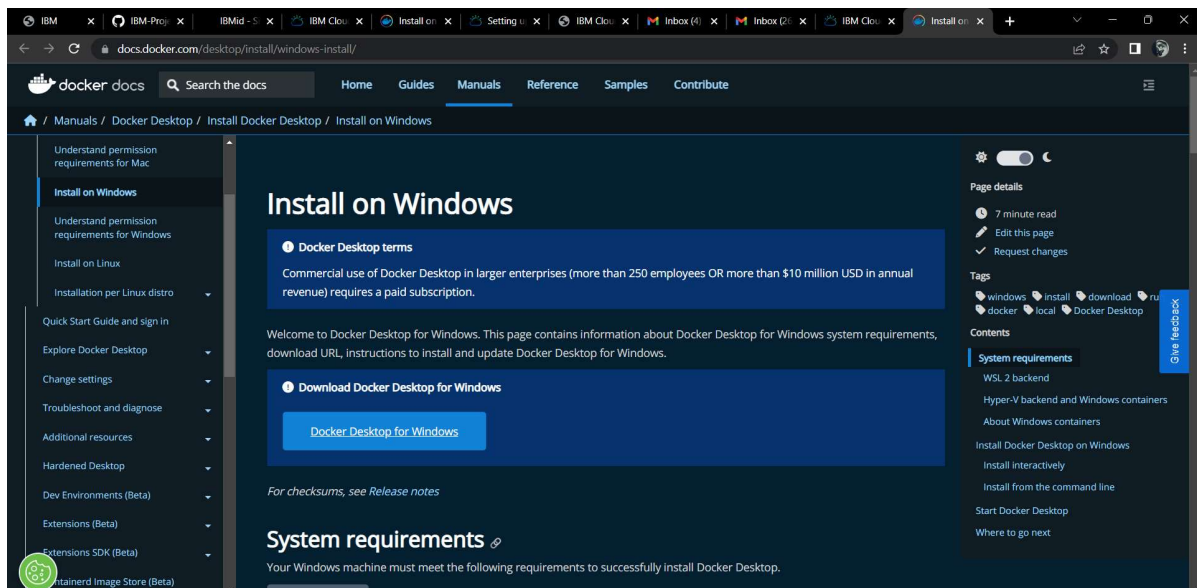 IBM
IBM-Proj
IBMid - S
IBM Clou
Install on
Setting u
IBM Clou
Inbox (4)
Inbox (26
IBM Clou
Install on
docs.docker.com/desktop/install/windows-install/
docker docs
Search the docs
Home Guides Manuals Reference Samples Contribute
/ Manuals / Docker Desktop / Install Docker Desktop / Install on Windows
Understand permission
requirements for Mac
Install on Windows
Understand permission
requirements for Windows
Install on Linux
Installation per Linux distro
Quick Start Guide and sign in
Explore Docker Desktop
Change settings
Troubleshoot and diagnose
Additional resources
Hardened Desktop
Dev Environments (Beta)
Extensions (Beta)
Extensions SDK (Beta)
ntainerd Image Store (Beta)
Install on Windows
Docker Desktop terms
Commercial use of Docker Desktop in larger enterprises (more than 250 employees OR more than $10 million USD in annual
revenue) requires a paid subscription.
Welcome to Docker Desktop for Windows. This page contains information about Docker Desktop for Windows system requirements,
download URL, instructions to install and update Docker Desktop for Windows.
Download Docker Desktop for Windows
Docker Desktop for Windows
For checksums, see Release notes
System requirements
Your Windows machine must meet the following requirements to successfully install Docker Desktop.
Page details
7 minute read
Edit this page
Request changes
Tags
windows install download ru
docker local Docker Desktop
Contents
System requirements
WSL 2 backend
Hyper-V backend and Windows containers
About Windows containers
Install Docker Desktop on Windows
Install interactively
Install from the command line
Start Docker Desktop
Where to go next
Give feedback